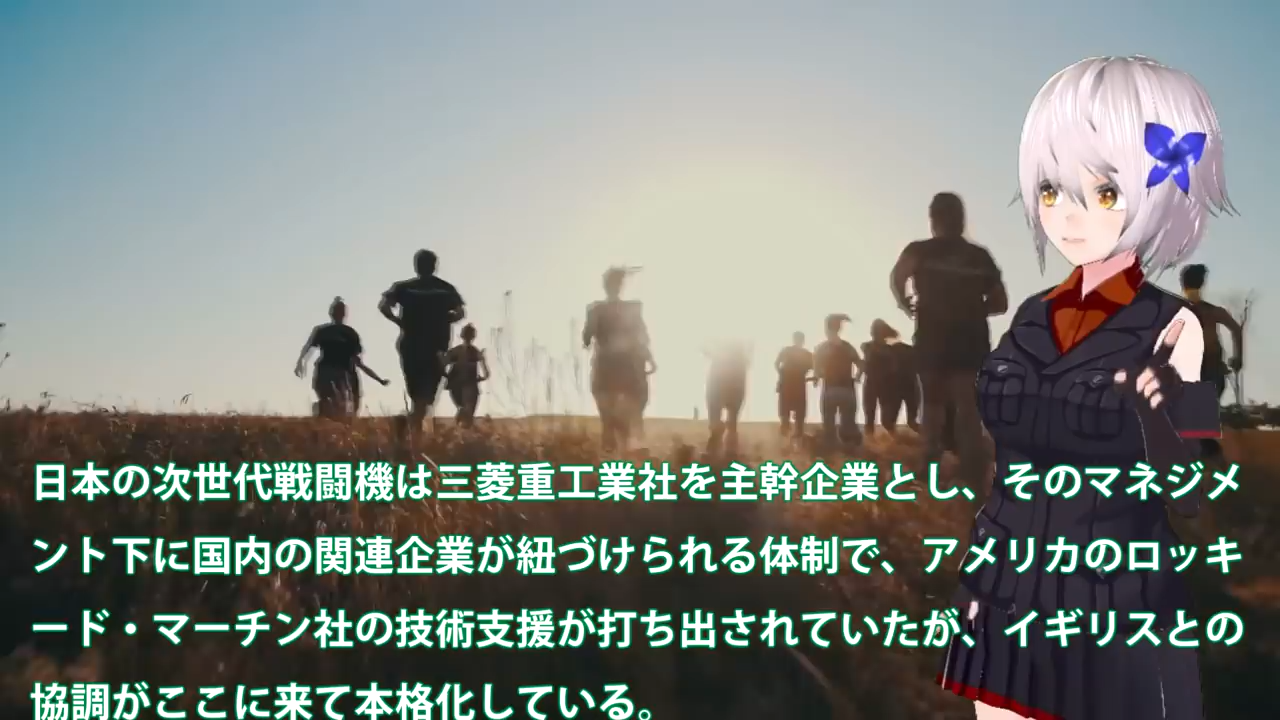 日本の次世代戦闘機は三菱重工業社を主幹企業とし、そのマネジメ
ント下に国内の関連企業が紐づけられる体制で、アメリカのロッキ
ード・マーチン社の技術支援が打ち出されていたが、イギリスとの
協調がここに来て本格化している。